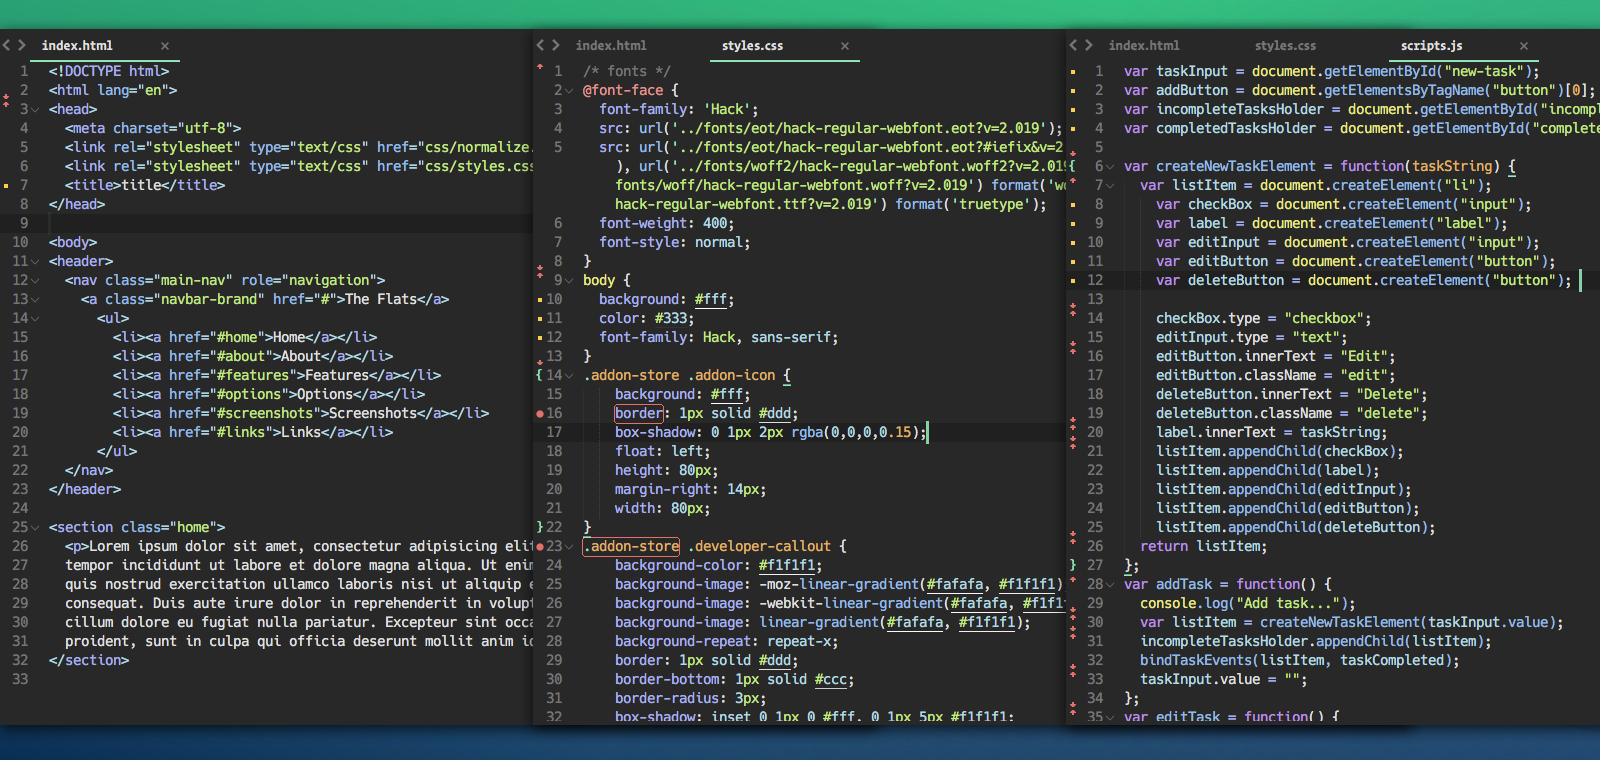 index.html ×
1 <!DOCTYPE html>
2 <html lang="en">
3 <head>
4 <meta charset="utf-8">
5 <link rel="stylesheet" type="text/css" href="css/normalize.
6 <link rel="stylesheet" type="text/css" href="css/styles.css
7 <title>title</title>
8 </head>
9
10 <body>
11 <header>
12 <nav class="main-nav" role="navigation">
13 <a class="navbar-brand" href="#">The Flats</a>
14 <ul>
15 <li><a href="#home">Home</a></li>
16 <li><a href="#about">About</a></li>
17 <li><a href="#features">Features</a></li>
18 <li><a href="#options">Options</a></li>
19 <li><a href="#screenshots">Screenshots</a></li>
20 <li><a href="#links">Links</a></li>
21 </ul>
22 </nav>
23 </header>
24
25 <section class="home">
26 <p>Lorem ipsum dolor sit amet, consectetur adipisicing elit
27 tempor incididunt ut labore et dolore magna aliqua. Ut enim
28 quis nostrud exercitation ullamco laboris nisi ut aliquip e
29 consequat. Duis aute irure dolor in reprehenderit in volupt
30 cillum dolore eu fugiat nulla pariatur. Excepteur sint occa
31 proident, sunt in culpa qui officia deserunt mollit anim id
32 </section>
33
index.html styles.css ×
1 /* fonts */
2 @font-face {
3 font-family: 'Hack';
4 src: url('../fonts/eot/hack-regular-webfont.eot?v=2.019');
5 src: url('../fonts/eot/hack-regular-webfont.eot?#iefix&v=2
), url('../fonts/woff2/hack-regular-webfont.woff2?v=2.019
fonts/woff/hack-regular-webfont.woff?v=2.019') format('wo
hack-regular-webfont.ttf?v=2.019') format('truetype');
6 font-weight: 400;
7 font-style: normal;
8 }
9 body {
10 background: #fff;
11 color: #333;
12 font-family: Hack, sans-serif;
13 }
{ 14 .addon-store .addon-icon {
15 background: #fff;
16 border: 1px solid #ddd;
17 box-shadow: 0 1px 2px rgba(0,0,0,0.15);
18 float: left;
19 height: 80px;
20 margin-right: 14px;
21 width: 80px;
} 22 }
23 .addon-store .developer-callout {
24 background-color: #f1f1f1;
25 background-image: -moz-linear-gradient(#fafafa, #f1f1f1)
26 background-image: -webkit-linear-gradient(#fafafa, #f1f1
27 background-image: linear-gradient(#fafafa, #f1f1f1);
28 background-repeat: repeat-x;
29 border: 1px solid #ddd;
30 border-bottom: 1px solid #ccc;
31 border-radius: 3px;
32 box-shadow: inset 0 1px 0 #fff, 0 1px 5px #f1f1f1;
index.html styles.css scripts.js ×
1 var taskInput = document.getElementById("new-task");
2 var addButton = document.getElementsByTagName("button")[0];
3 var incompleteTasksHolder = document.getElementById("incompl
4 var completedTasksHolder = document.getElementById("complete
5
{ 6 var createNewTaskElement = function(taskString) {
7 var listItem = document.createElement("li");
8 var checkBox = document.createElement("input");
9 var label = document.createElement("label");
10 var editInput = document.createElement("input");
11 var editButton = document.createElement("button");
12 var deleteButton = document.createElement("button");
13
14 checkBox.type = "checkbox";
15 editInput.type = "text";
16 editButton.innerText = "Edit";
17 editButton.className = "edit";
18 deleteButton.innerText = "Delete";
19 deleteButton.className = "delete";
20 label.innerText = taskString;
21 listItem.appendChild(checkBox);
22 listItem.appendChild(label);
23 listItem.appendChild(editInput);
24 listItem.appendChild(editButton);
25 listItem.appendChild(deleteButton);
26 return listItem;
} 27 };
28 var addTask = function() {
29 console.log("Add task...");
30 var listItem = createNewTaskElement(taskInput.value);
31 incompleteTasksHolder.appendChild(listItem);
32 bindTaskEvents(listItem, taskCompleted);
33 taskInput.value = "";
34 };
35 var editTask = function() {